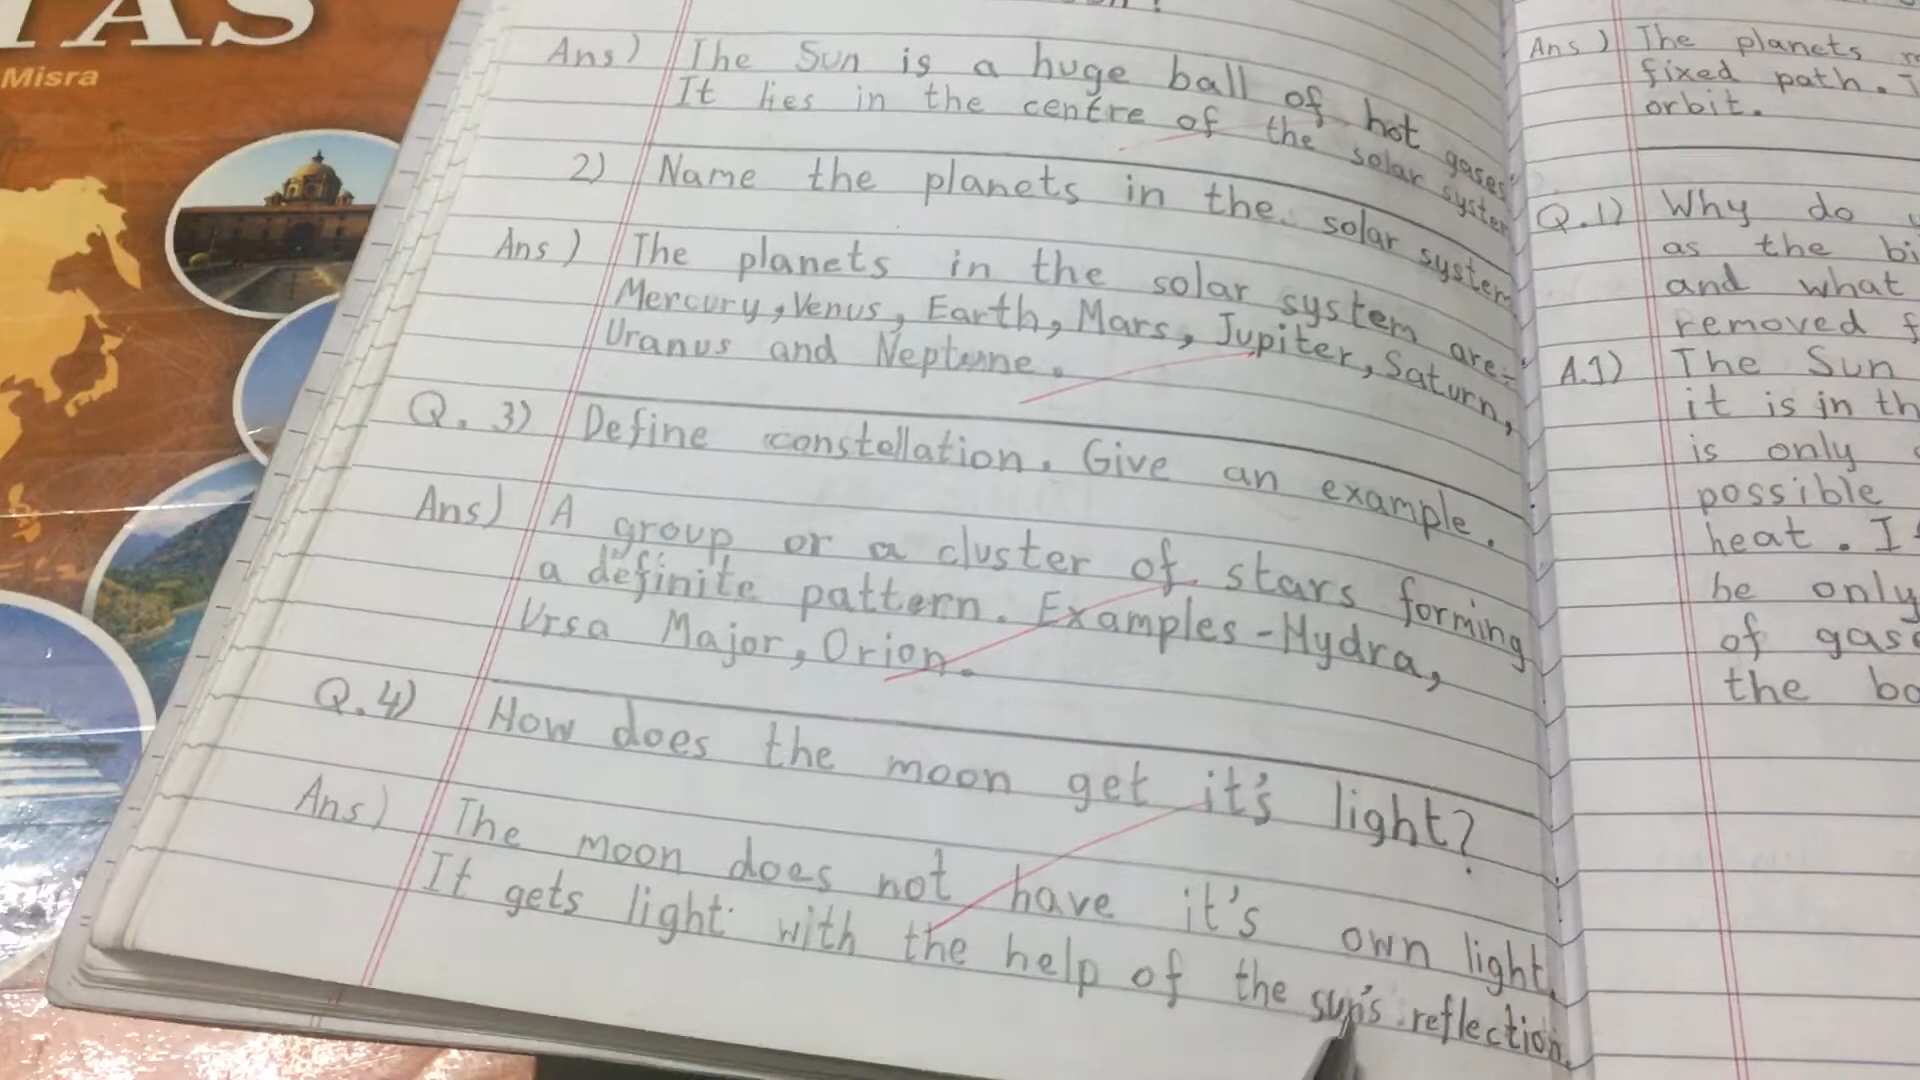 TAS
Misra
Ans) The Sun is a huge ball of hot gases.
It lies in the centre of the solar system
2) Name the planets in the solar system
Ans) The planets in the solar system are:-
Mercury, Venus, Earth, Mars, Jupiter, Saturn,
Uranus and Neptune.
Q.3) Define constellation. Give an example.
Ans) A group or a cluster of stars forming
a definite pattern. Examples - Hydra,
Ursa Major, Orion.
Q.4) How does the moon get it's light?
Ans) The moon does not have it's own light.
It gets light with the help of the sun's reflection.
Ans) The planets
fixed path.
orbit.
Q.1) Why do
as the
and what
removed
A.1) The Sun
it is in
is only
possible
heat.
be only
of
the